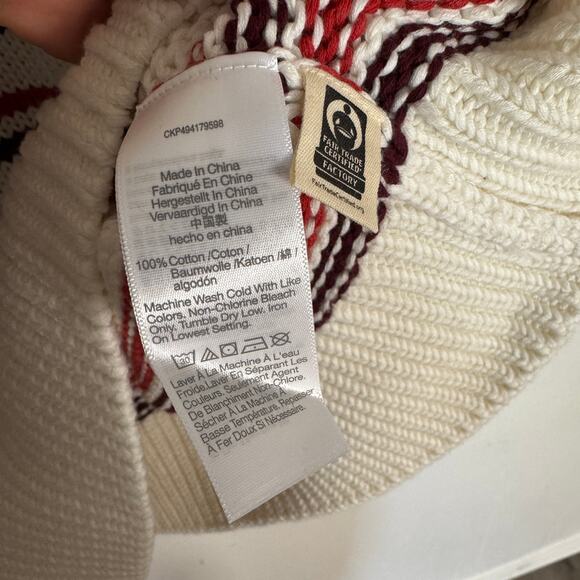 CKP494179598
Made In China
Fabriqué En Chine
Hergestellt In China
Vervaardigd In China
中國製
hecho en china
100% Cotton /Coton /
Baumwolle /Katoen /綿 /
algodón
Machine Wash Cold With Like
Colors. Non-Chlorine Bleach
Only. Tumble Dry Low. Iron
On Lowest Setting.
30
Laver À La Machine À L'eau
Froide,Laver En Séparant Les
Couleurs. Seulement Agent
De Blanchiment Non-Chlore.
Sécher À La Machine À
Basse Température. Repasser
À Fer Doux Si Nécessaire.
FAIR TRADE
CERTIFIED
FACTORY
FairTradeCertified.org